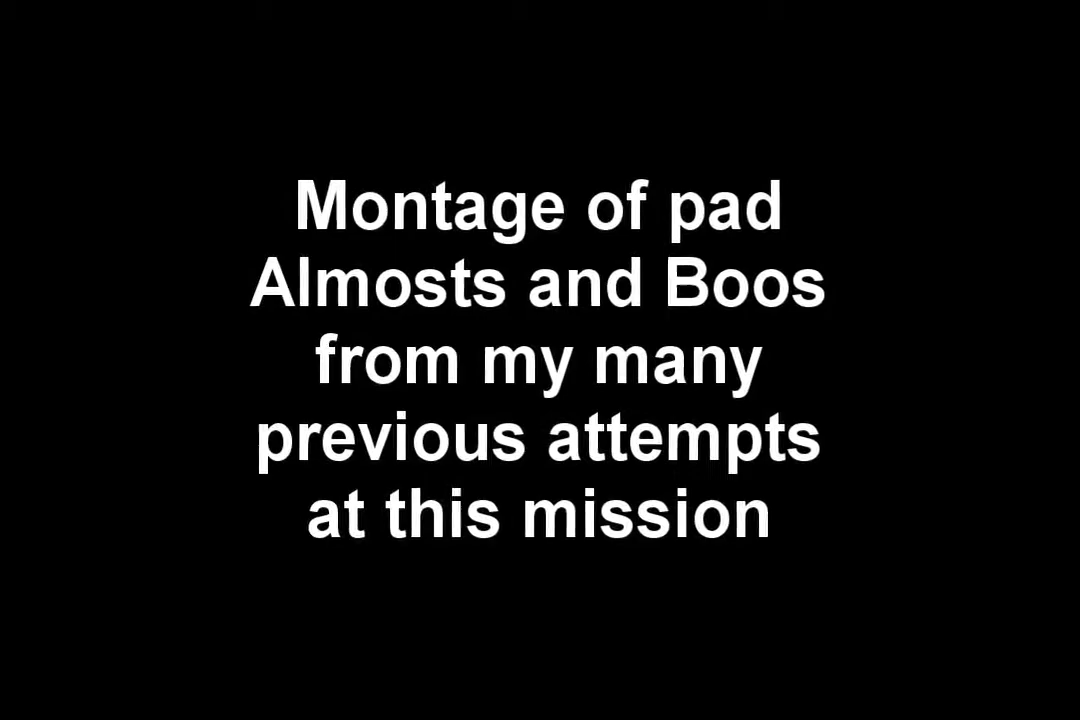 Montage of pad
Almosts and Boos
from my many
previous attempts
at this mission